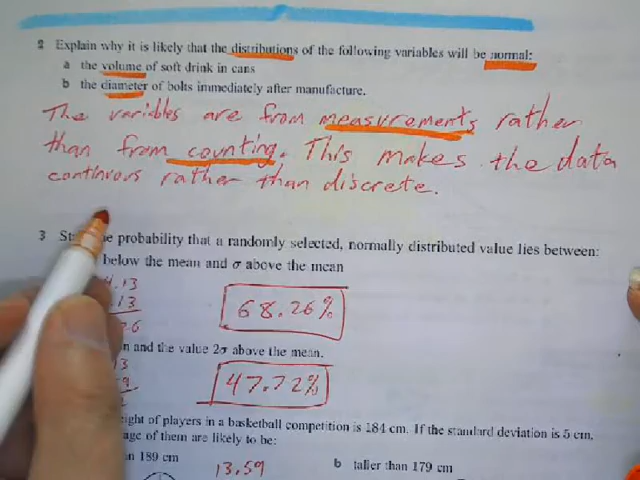 2 Explain why it is likely that the distributions of the following variables will be normal:
a the volume of soft drink in cans
b the diameter of bolts immediately after manufacture.
The variables are from measurements rather
than from counting. This makes the data
continuous rather than discrete.
3 probability that a randomly selected, normally distributed value lies between:
below the mean and σ above the mean
.13
13
68.26%
26
and the value 2σ above the mean.
13
47.72%
eight of players in a basketball competition is 184 cm. If the standard deviation is 5 cm,
age of them are likely to be:
n 189 cm
13.59
b taller than 179 cm